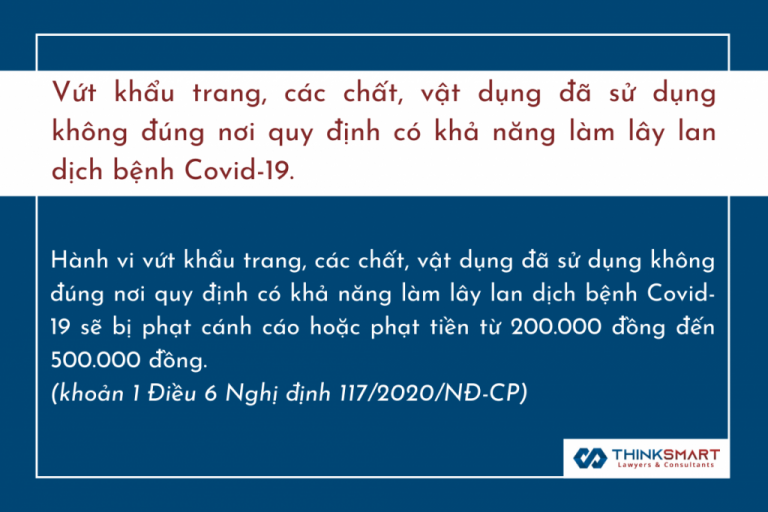 Vứt khẩu trang, các chất, vật dụng đã sử dụng
không đúng nơi quy định có khả năng làm lây lan
dịch bệnh Covid-19.
Hành vi vứt khẩu trang, các chất, vật dụng đã sử dụng không
đúng nơi quy định có khả năng làm lây lan dịch bệnh Covid-
19 sẽ bị phạt cánh cáo hoặc phạt tiền từ 200.000 đồng đến
500.000 đồng.
(khoản 1 Điều 6 Nghị định 117/2020/NĐ-CP)
THINKSMART
Lawyers & Consultants